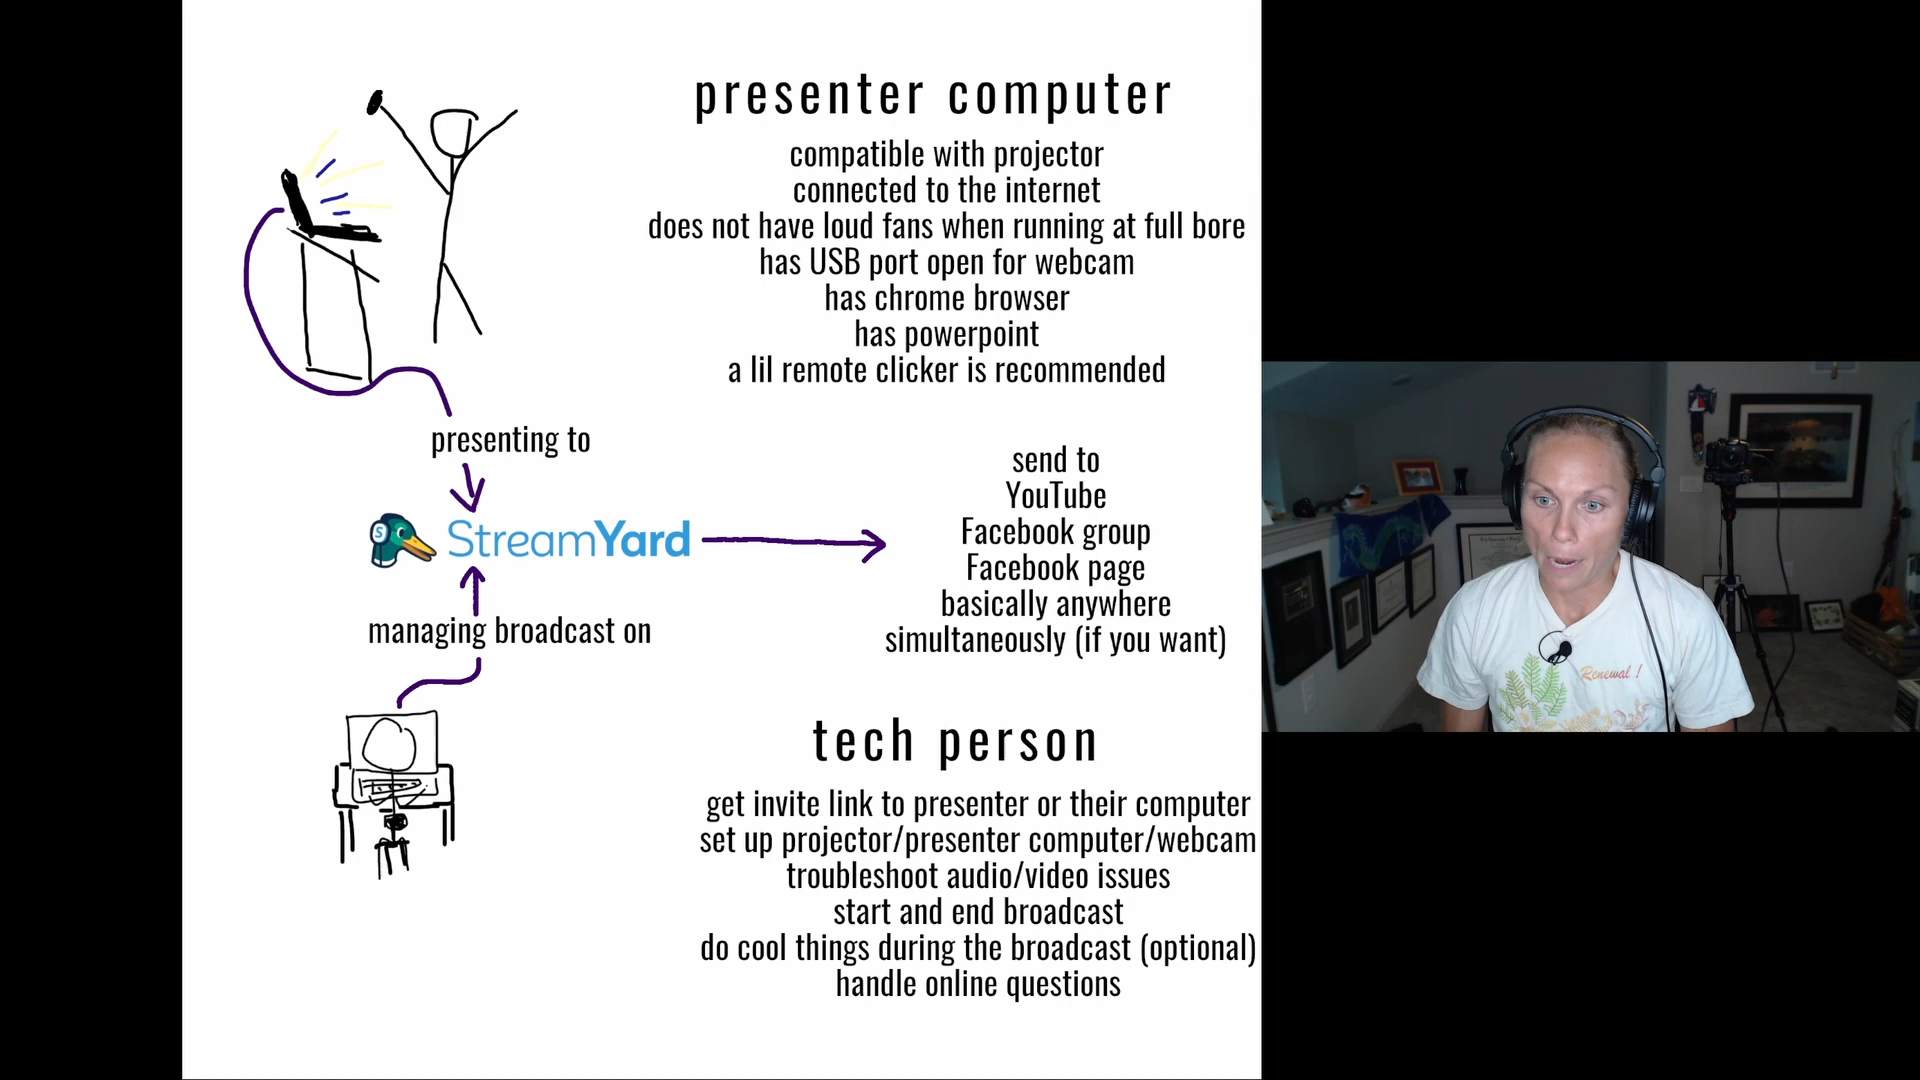 presenter computer
compatible with projector
connected to the internet
does not have loud fans when running at full bore
has USB port open for webcam
has chrome browser
has powerpoint
a lil remote clicker is recommended
presenting to
StreamYard
managing broadcast on
send to
YouTube
Facebook group
Facebook page
basically anywhere
simultaneously (if you want)
tech person
get invite link to presenter or their computer
set up projector/presenter computer/webcam
troubleshoot audio/video issues
start and end broadcast
do cool things during the broadcast (optional)
handle online questions
S
Renewal !